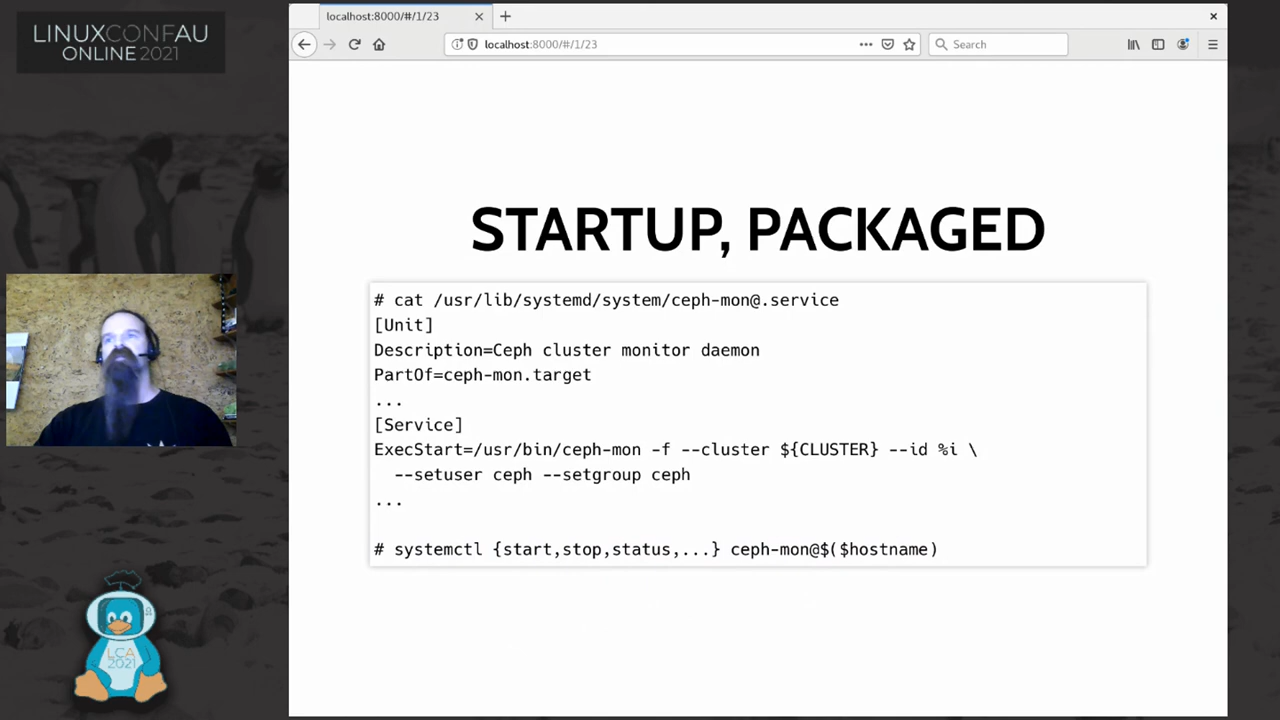 LINUXCONFAU
ONLINE 2021
localhost:8000/#/1/23
localhost:8000/#/1/23
Search
STARTUP, PACKAGED
# cat /usr/lib/systemd/system/ceph-mon@.service
[Unit]
Description=Ceph cluster monitor daemon
PartOf=ceph-mon.target
...
[Service]
ExecStart=/usr/bin/ceph-mon -f --cluster ${CLUSTER} --id %i \
--setuser ceph --setgroup ceph
...
# systemctl {start,stop,status,...} ceph-mon@$($hostname)
LCA
2021